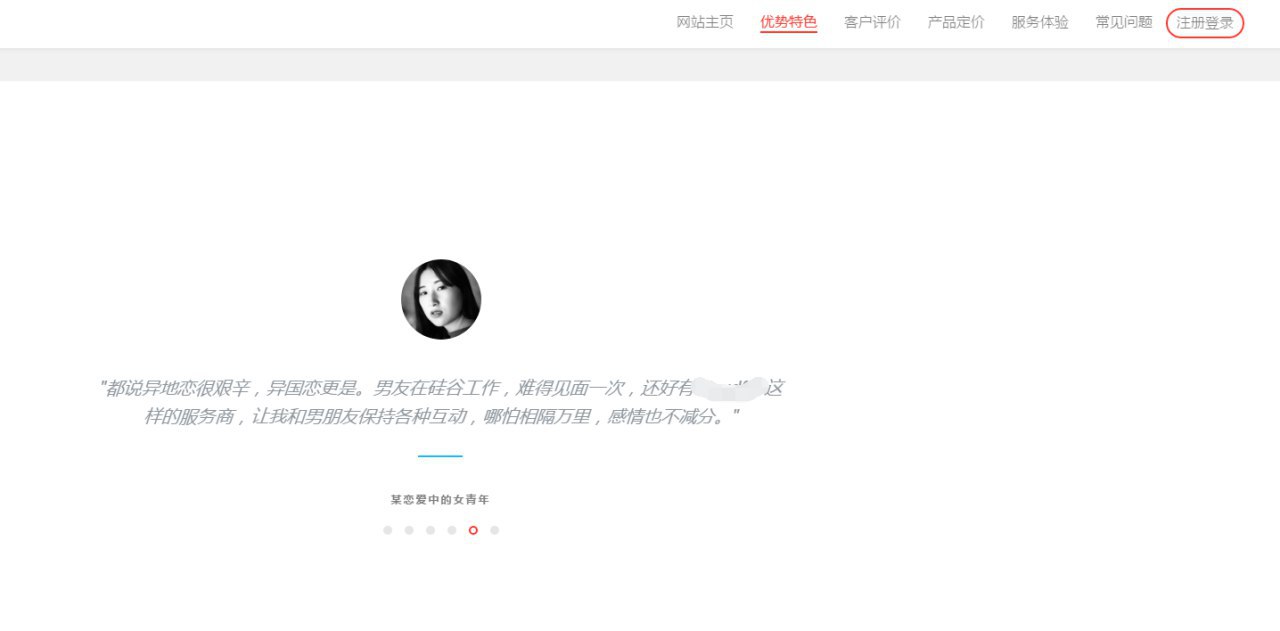 网站主页 优势特色 客户评价 产品定价 服务体验 常见问题 注册登录
"都说异地恋很艰辛，异国恋更是。男友在硅谷工作，难得见面一次，还好有 这
样的服务商，让我和男朋友保持各种互动，哪怕相隔万里，感情也不减分。"
某恋爱中的女青年